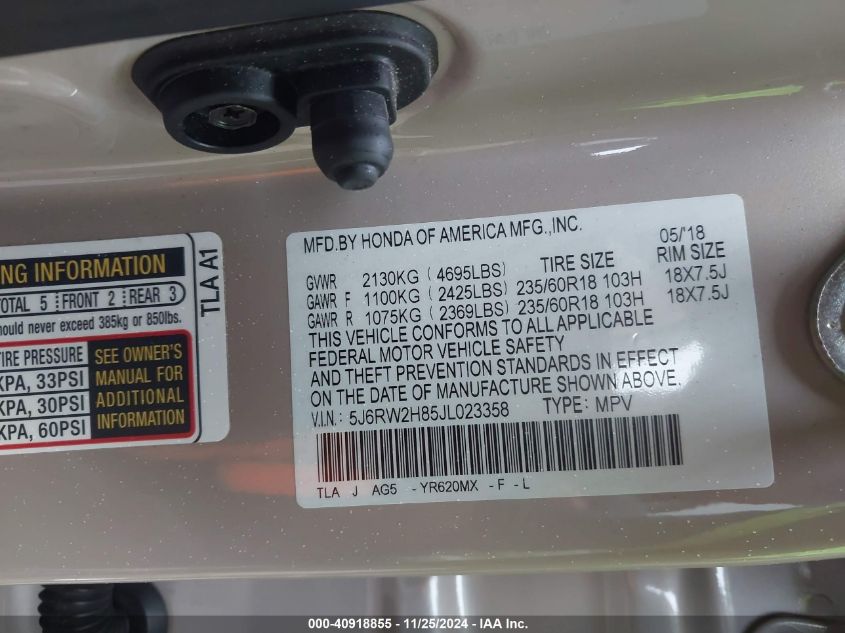 NG INFORMATION
TOTAL 5 FRONT 2 REAR 3
hould never exceed 385kg or 850lbs.
TIRE PRESSURE
KPA, 33PSI
KPA, 30PSI
KPA, 60PSI
SEE OWNER'S
MANUAL FOR
ADDITIONAL
INFORMATION
TLA A1
MFD.BY HONDA OF AMERICA MFG.,INC. 05/'18
GVWR 2130KG ( 4695LBS) TIRE SIZE RIM SIZE
GAWR F 1100KG ( 2425LBS) 235/60R18 103H 18X7.5J
GAWR R 1075KG ( 2369LBS) 235/60R18 103H 18X7.5J
THIS VEHICLE CONFORMS TO ALL APPLICABLE
FEDERAL MOTOR VEHICLE SAFETY
AND THEFT PREVENTION STANDARDS IN EFFECT
ON THE DATE OF MANUFACTURE SHOWN ABOVE.
V.I.N.: 5J6RW2H85JL023358 TYPE: MPV
TLA J AG5 -YR620MX -F -L
000-40918855 - 11/25/2024 - IAA Inc.